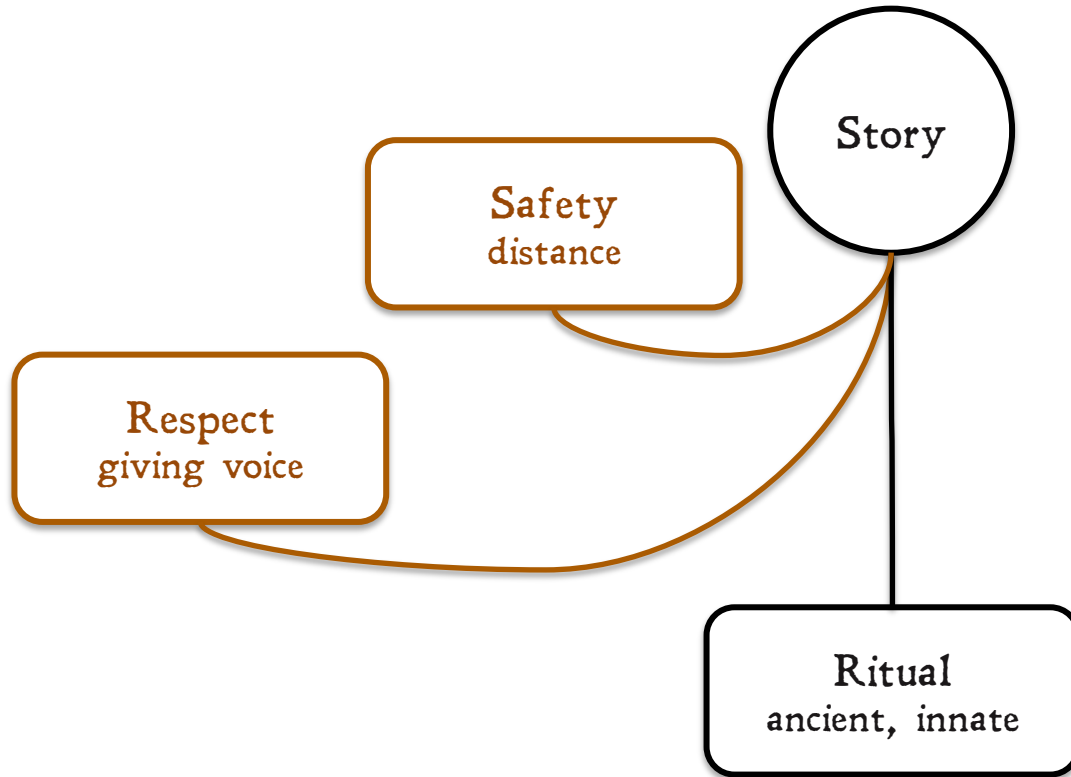 Story
Safety
distance
Respect
giving voice
Ritual
ancient, innate